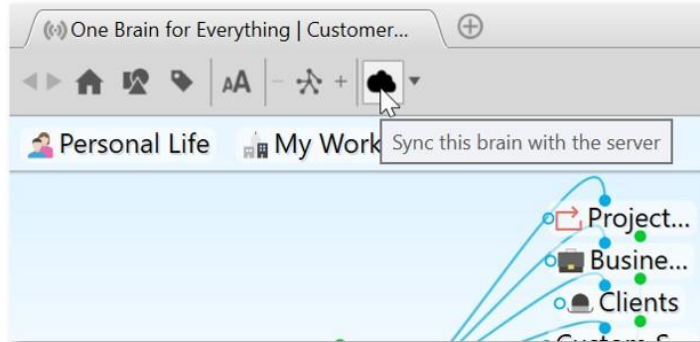 One Brain for Everything | Customer...
AA
Personal Life
My Work
Sync this brain with the server
Project...
Busine...
Clients